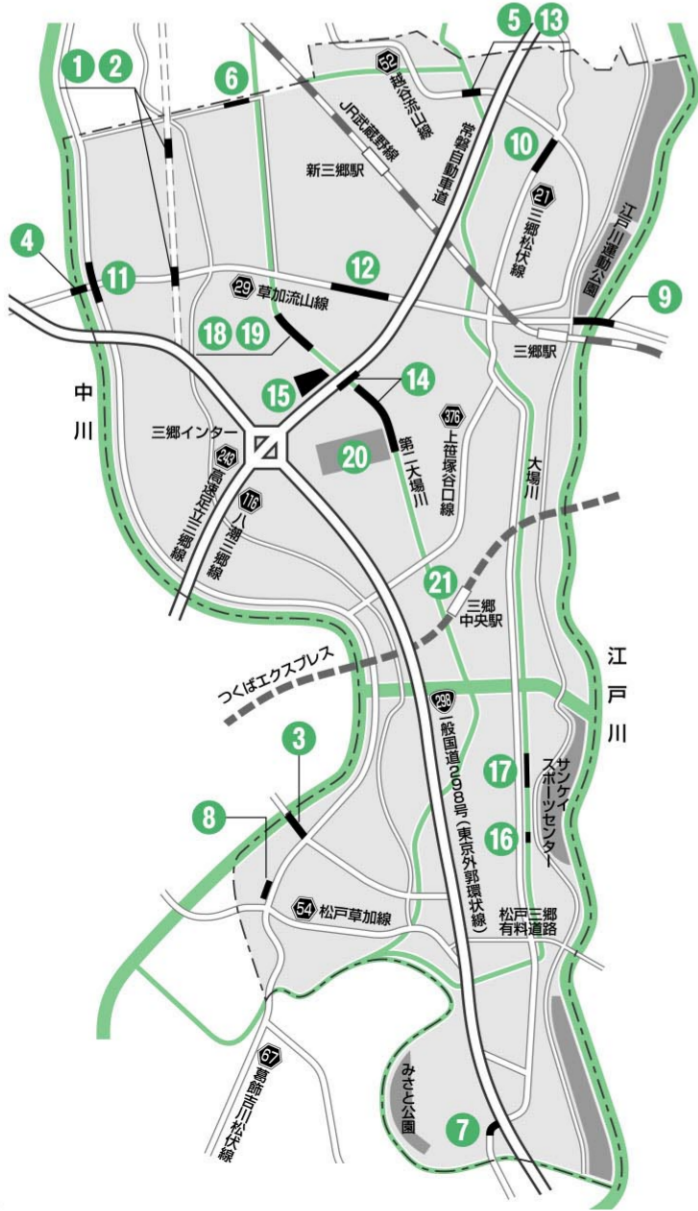 5 13
1 2
6
52
越谷流山線
JR武蔵野線
常磐自動車道
10
新三郷駅
21
三郷松伏線
江戸川運動公園
4
11
12
29 草加流山線
9
18 19
三郷駅
15
14
中川
三郷インター
20
376
上笹塚谷口線
第二大場川
大場川
243
高速足立三郷線
116
八潮三郷線
21
三郷
中央駅
つくばエクスプレス
江戸川
298
一般国道298号(東京外郭環状線)
3
17
サンケイ
スポーツセンター
8
16
54 松戸草加線
松戸三郷
有料道路
67
葛飾吉川松伏線
みさと公園
7